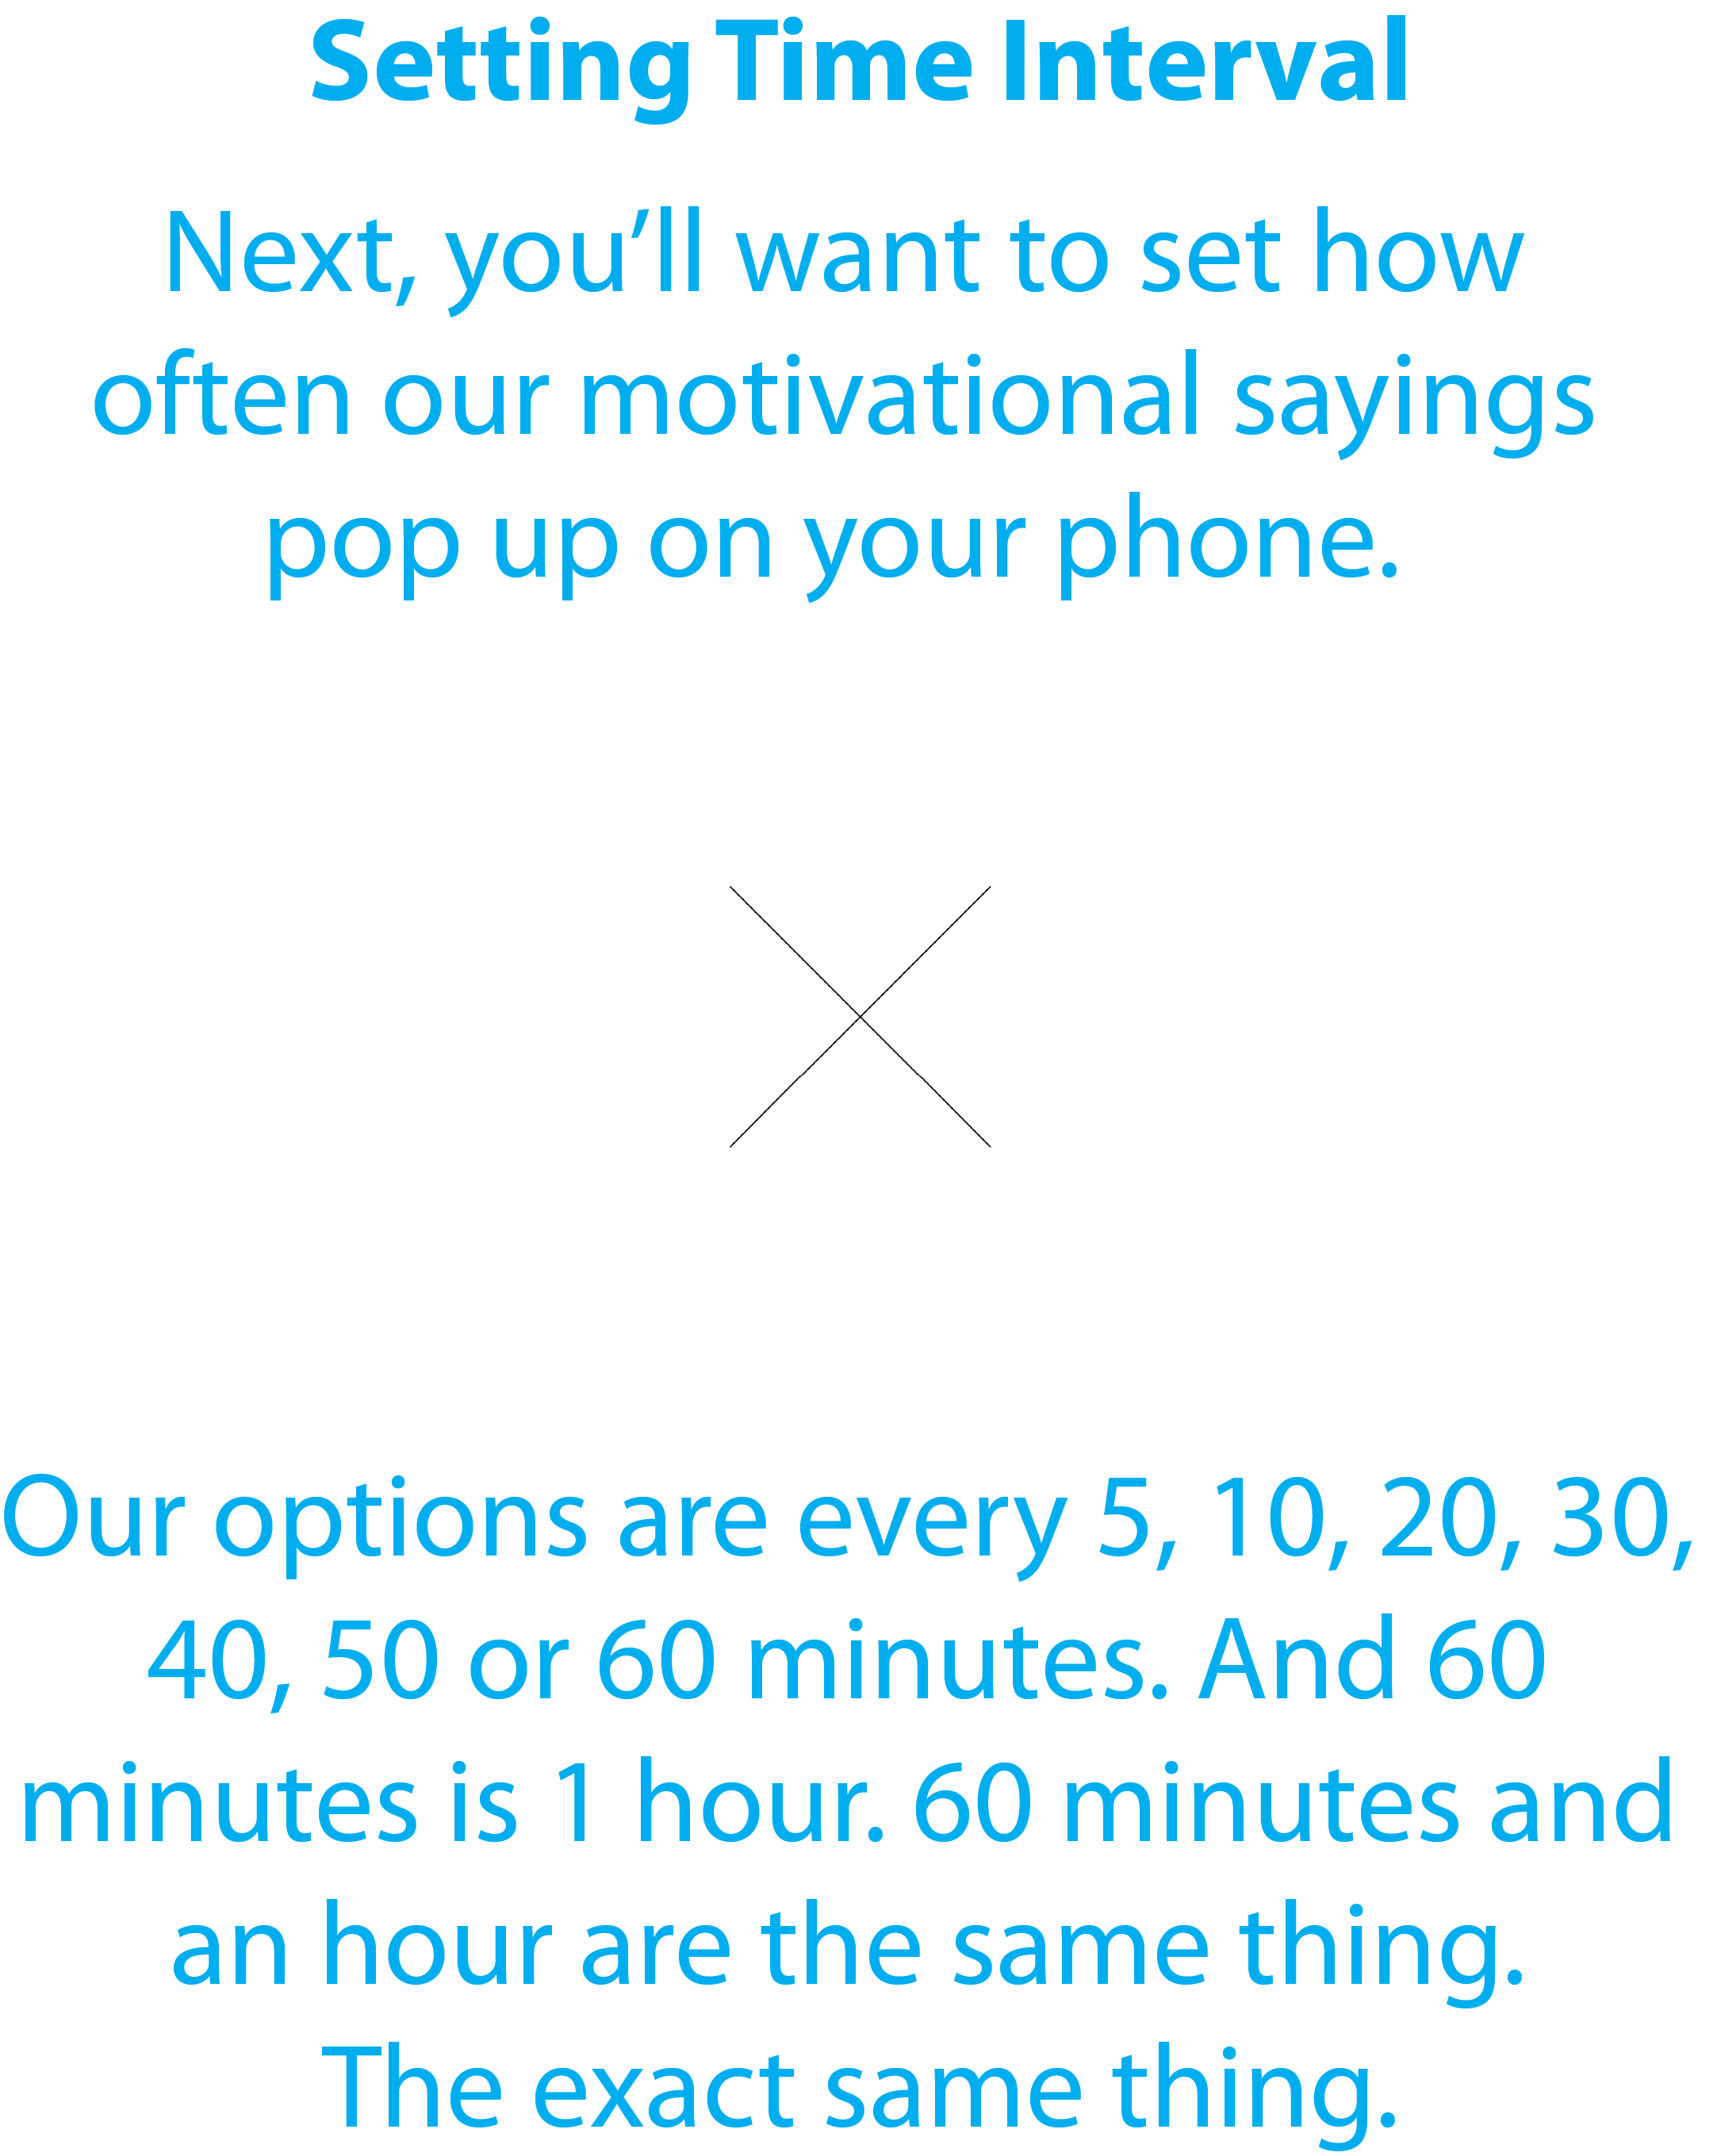 Setting Time Interval
Next, you’ll want to set how
often our motivational sayings
pop up on your phone.
Our options are every 5, 10, 20, 30,
40, 50 or 60 minutes. And 60
minutes is 1 hour. 60 minutes and
an hour are the same thing.
The exact same thing.